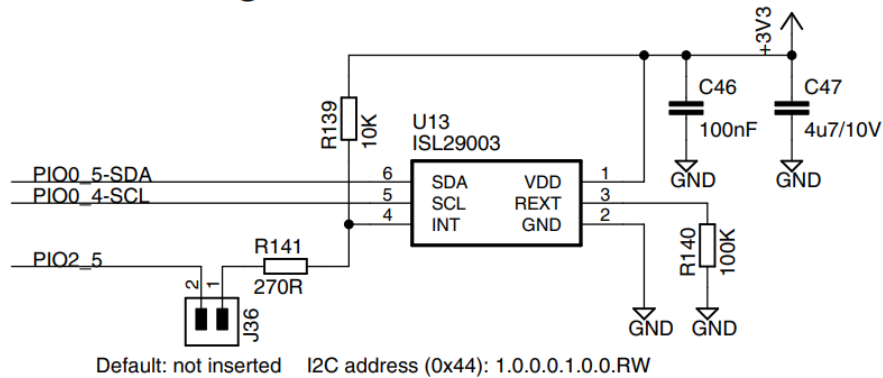 +3V3
C46
100nF
C47
4u7/10V
GND
GND
R139
10K
U13
ISL29003
PIO0_5-SDA
6
SDA
VDD
1
PIO0_4-SCL
5
SCL
REXT
3
4
INT
GND
2
R140
100K
PIO2_5
R141
270R
2
1
J36
GND
GND
Default: not inserted I2C address (0x44): 1.0.0.0.1.0.0.RW